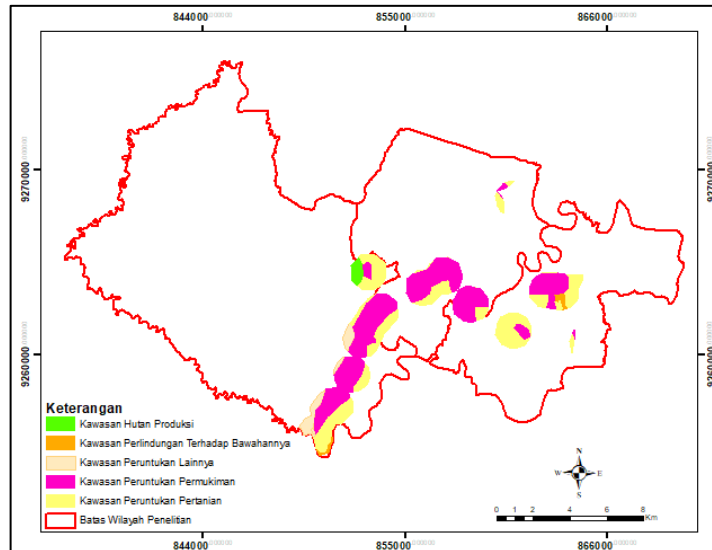 844000 855000 866000
9270000 9270000
9260000 9260000
Keterangan
Kawasan Hutan Produksi
Kawasan Perlindungan Terhadap Bawahannya
Kawasan Peruntukan Lainnya
Kawasan Peruntukan Permukiman
Kawasan Peruntukan Pertanian
Batas Wilayah Penelitian
N
W E
S
0 1 2 4 6 8
Km
844000 855000 866000